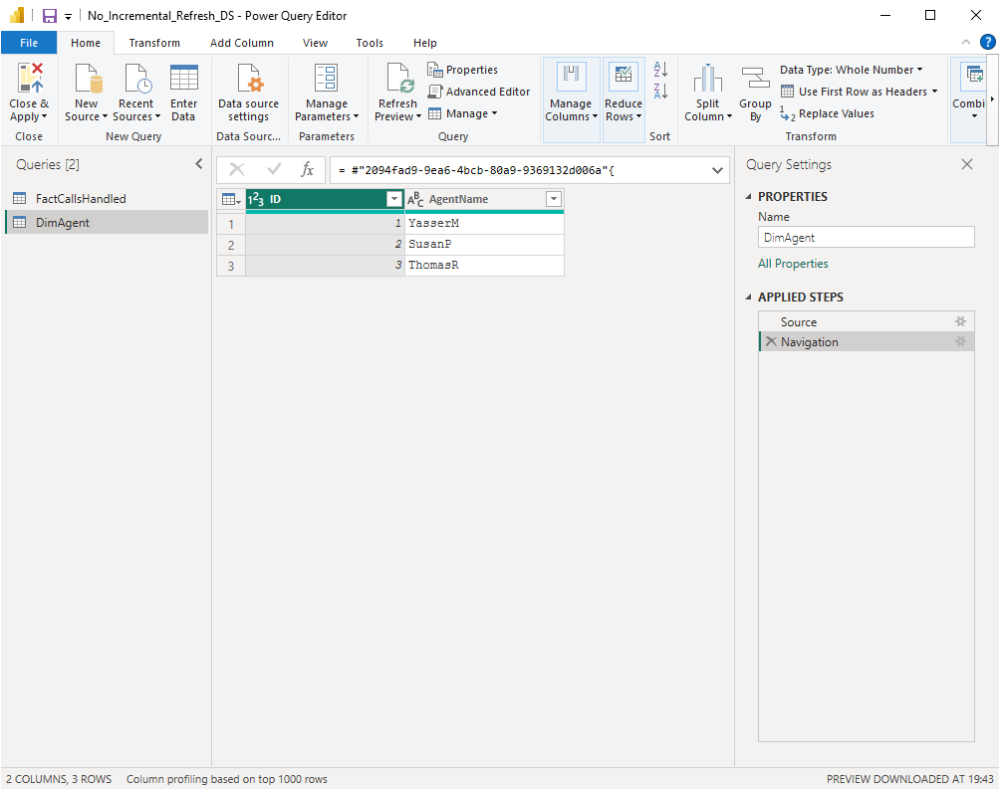 No_Incremental_Refresh_DS - Power Query Editor
File Home Transform Add Column View Tools Help ?
Close & Apply
New Source
Recent Sources
Enter Data
Data source settings
Manage Parameters
Refresh Preview
Properties
Advanced Editor
Manage
Manage Columns
Reduce Rows
A Z
Z A
Split Column
Group By
Data Type: Whole Number
Use First Row as Headers
1 2 Replace Values
Combi
Close New Query Data Sourc... Parameters Query Sort Transform
Queries [2]
FactCallsHandled
DimAgent
fx = #"2094fad9-9ea6-4bcb-80a9-9369132d006a"{
123 ID ABC AgentName
1 1 YasserM
2 2 SusanP
3 3 ThomasR
Query Settings
PROPERTIES
Name
DimAgent
All Properties
APPLIED STEPS
Source
Navigation
2 COLUMNS, 3 ROWS Column profiling based on top 1000 rows PREVIEW DOWNLOADED AT 19:43